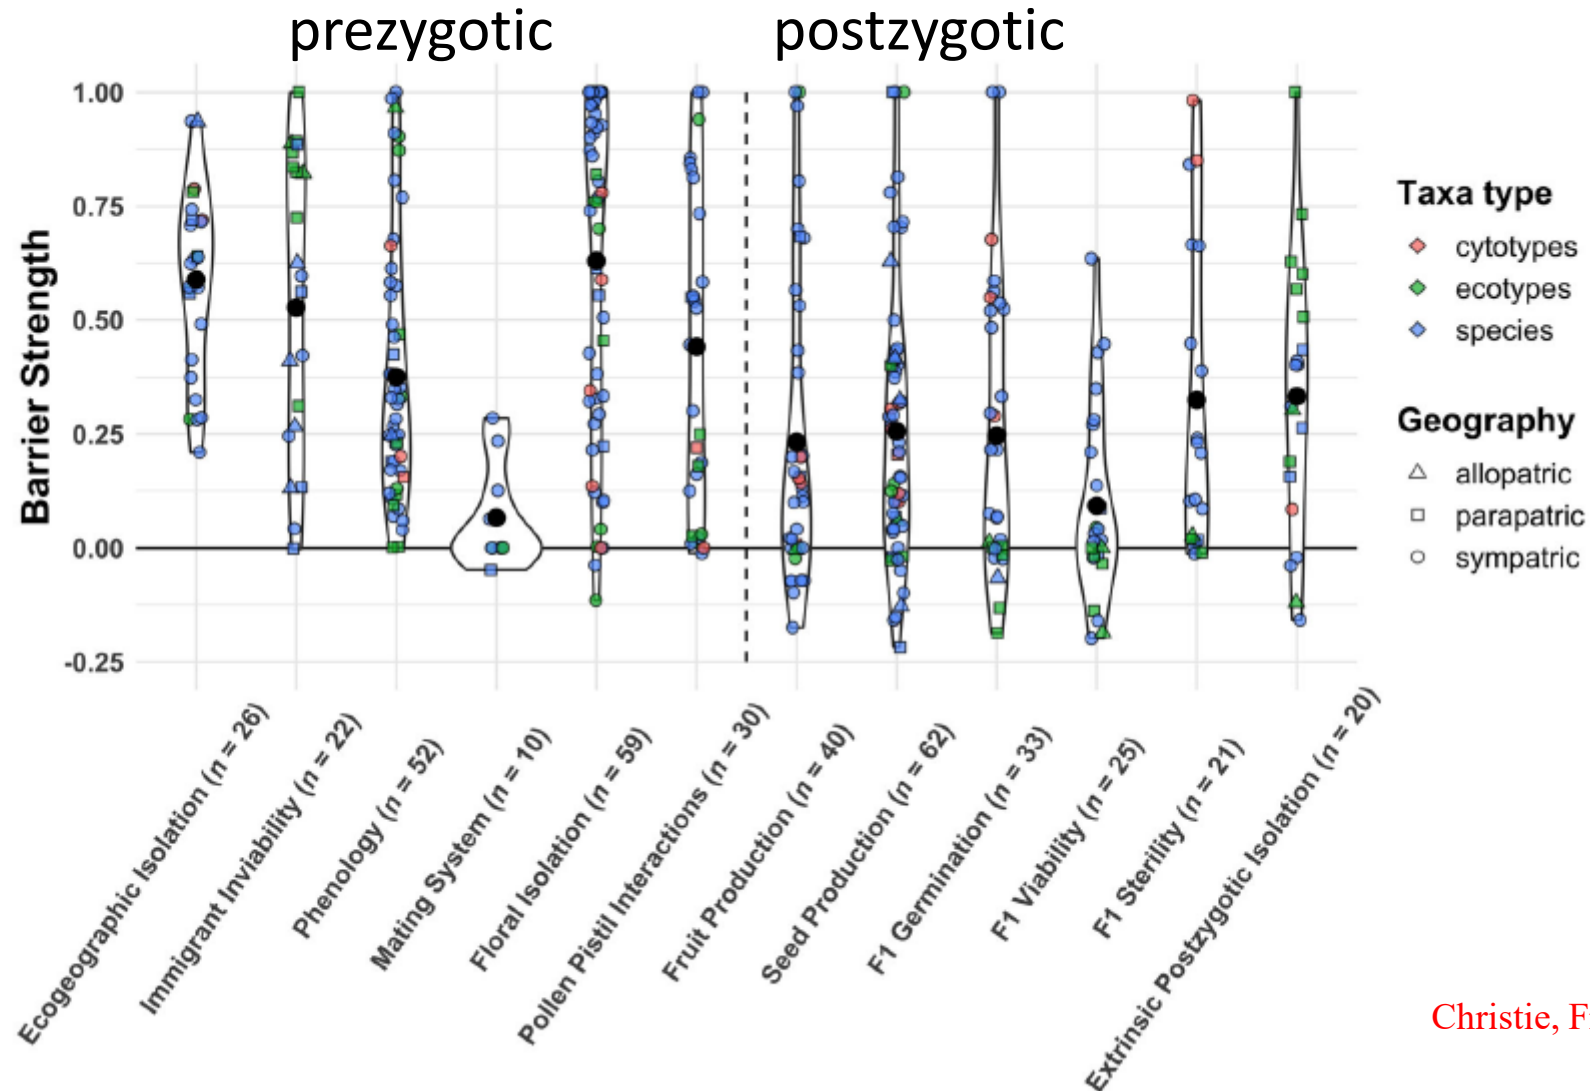 prezygotic
postzygotic
Barrier Strength
1.00
0.75
0.50
0.25
0.00
-0.25
Ecogeographic Isolation (n = 26)
Immigrant Inviability (n = 22)
Phenology (n = 52)
Mating System (n = 10)
Floral Isolation (n = 59)
Pollen Pistil Interactions (n = 30)
Fruit Production (n = 40)
Seed Production (n = 62)
F1 Germination (n = 33)
F1 Viability (n = 25)
F1 Sterility (n = 21)
Extrinsic Postzygotic Isolation (n = 20)
Taxa type
cytotypes
ecotypes
species
Geography
allopatric
parapatric
sympatric
Christie,